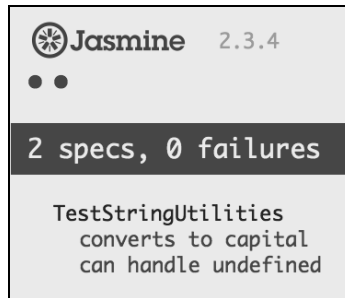 Jasmine 2.3.4
2 specs, 0 failures
TestStringUtilities
converts to capital
can handle undefined